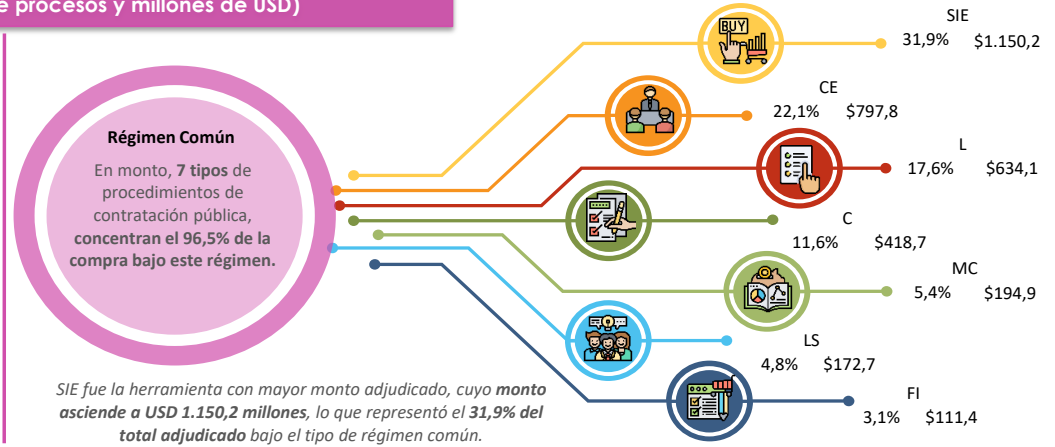 e procesos y millones de USD)
Régimen Común
En monto, 7 tipos de
procedimientos de
contratación pública,
concentran el 96,5% de la
compra bajo este régimen.
BUY
SIE
31,9% $1.150,2
CE
22,1% $797,8
L
17,6% $634,1
C
11,6% $418,7
MC
5,4% $194,9
LS
4,8% $172,7
FI
3,1% $111,4
SIE fue la herramienta con mayor monto adjudicado, cuyo monto
asciende a USD 1.150,2 millones, lo que representó el 31,9% del
total adjudicado bajo el tipo de régimen común.